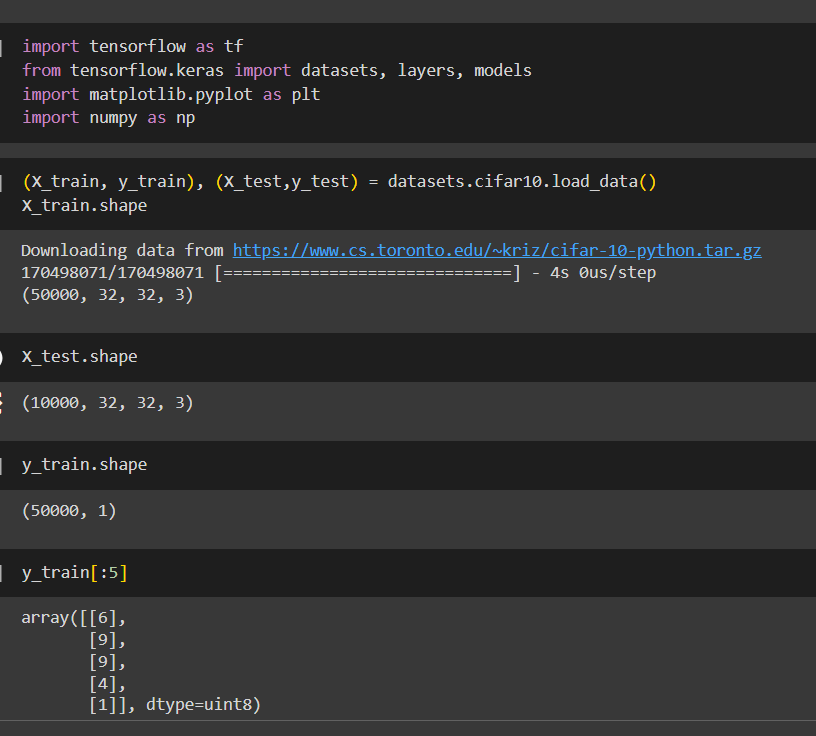 import tensorflow as tf
from tensorflow.keras import datasets, layers, models
import matplotlib.pyplot as plt
import numpy as np
(X_train, y_train), (X_test,y_test) = datasets.cifar10.load_data()
X_train.shape
Downloading data from https://www.cs.toronto.edu/~kriz/cifar-10-python.tar.gz
170498071/170498071 [==============================] - 4s 0us/step
(50000, 32, 32, 3)
X_test.shape
(10000, 32, 32, 3)
y_train.shape
(50000, 1)
y_train[:5]
array([[6],
       [9],
       [9],
       [4],
       [1]], dtype=uint8)